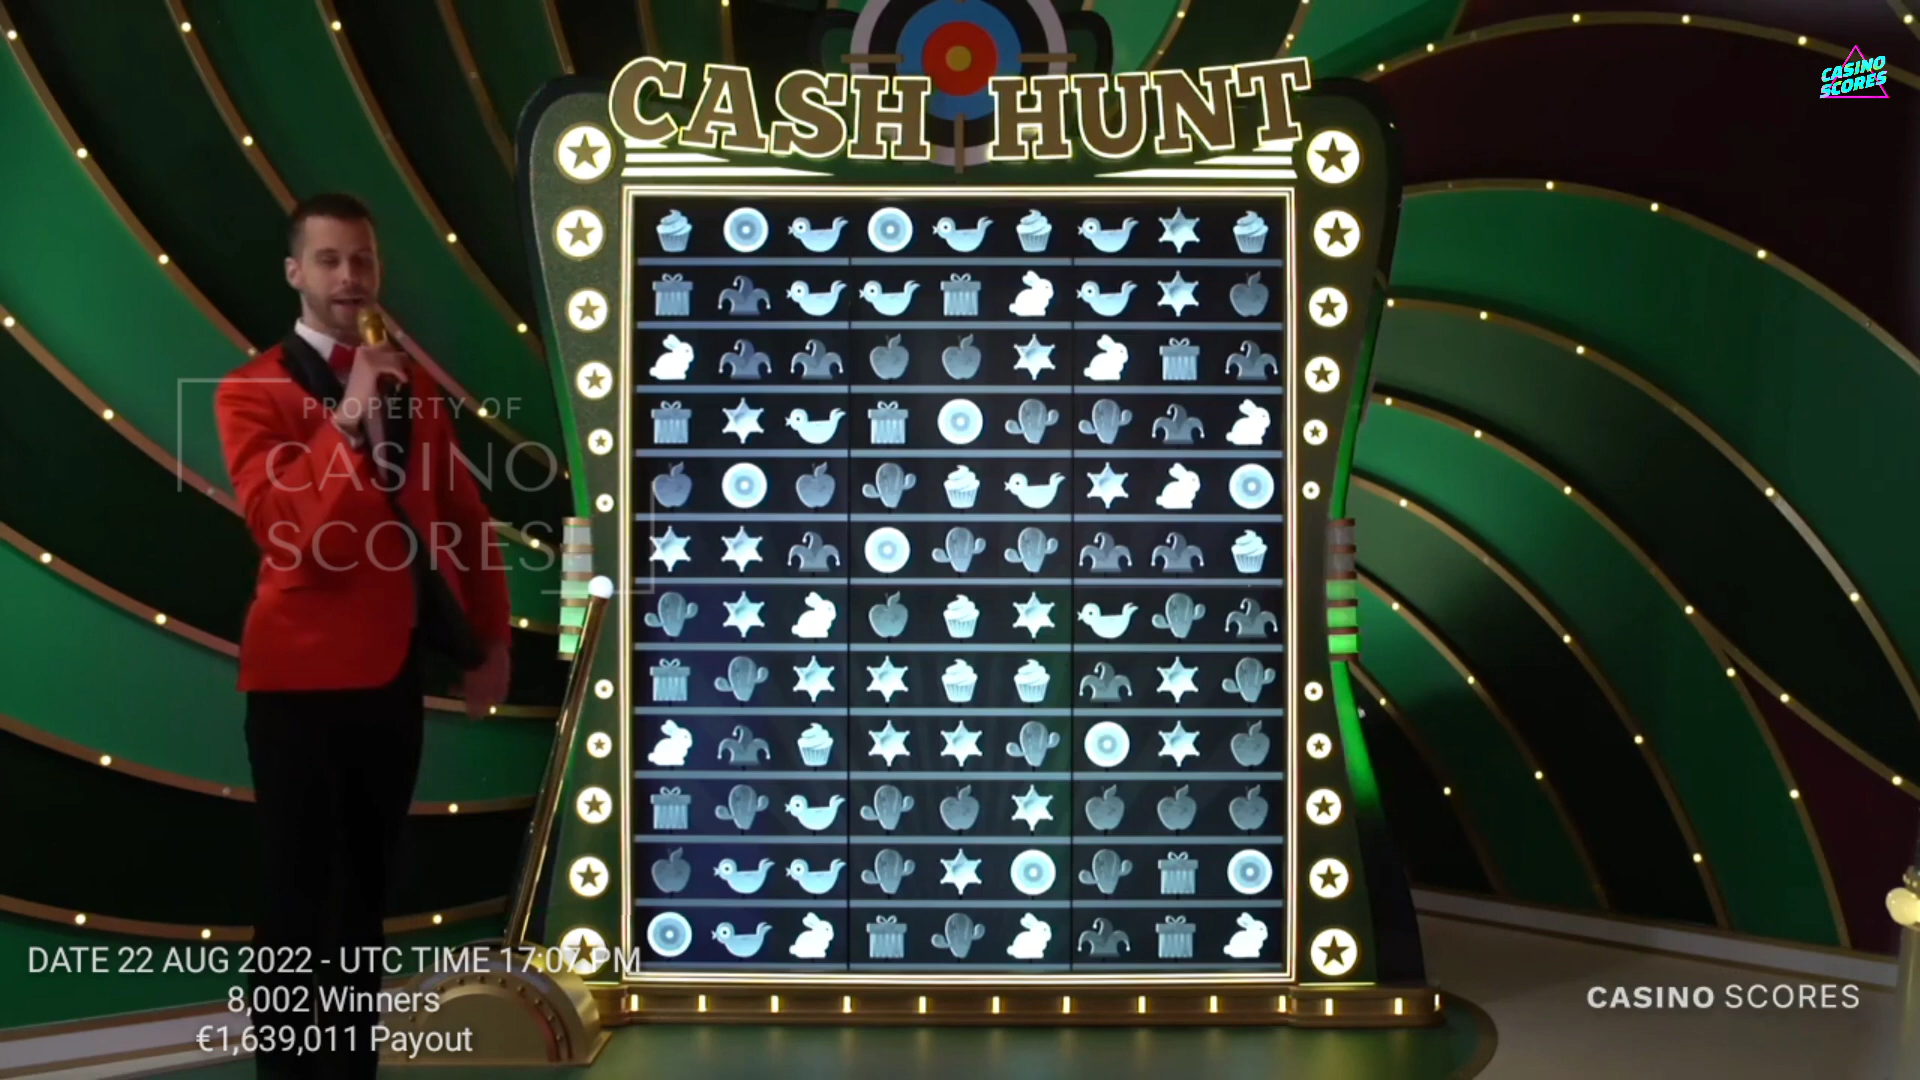 CASH HUNT
CASINO
SCORES
PROPERTY OF
CASINO
SCORES
DATE 22 AUG 2022 - UTC TIME 17:07 PM
8,002 Winners
€1,639,011 Payout
CASINO SCORES